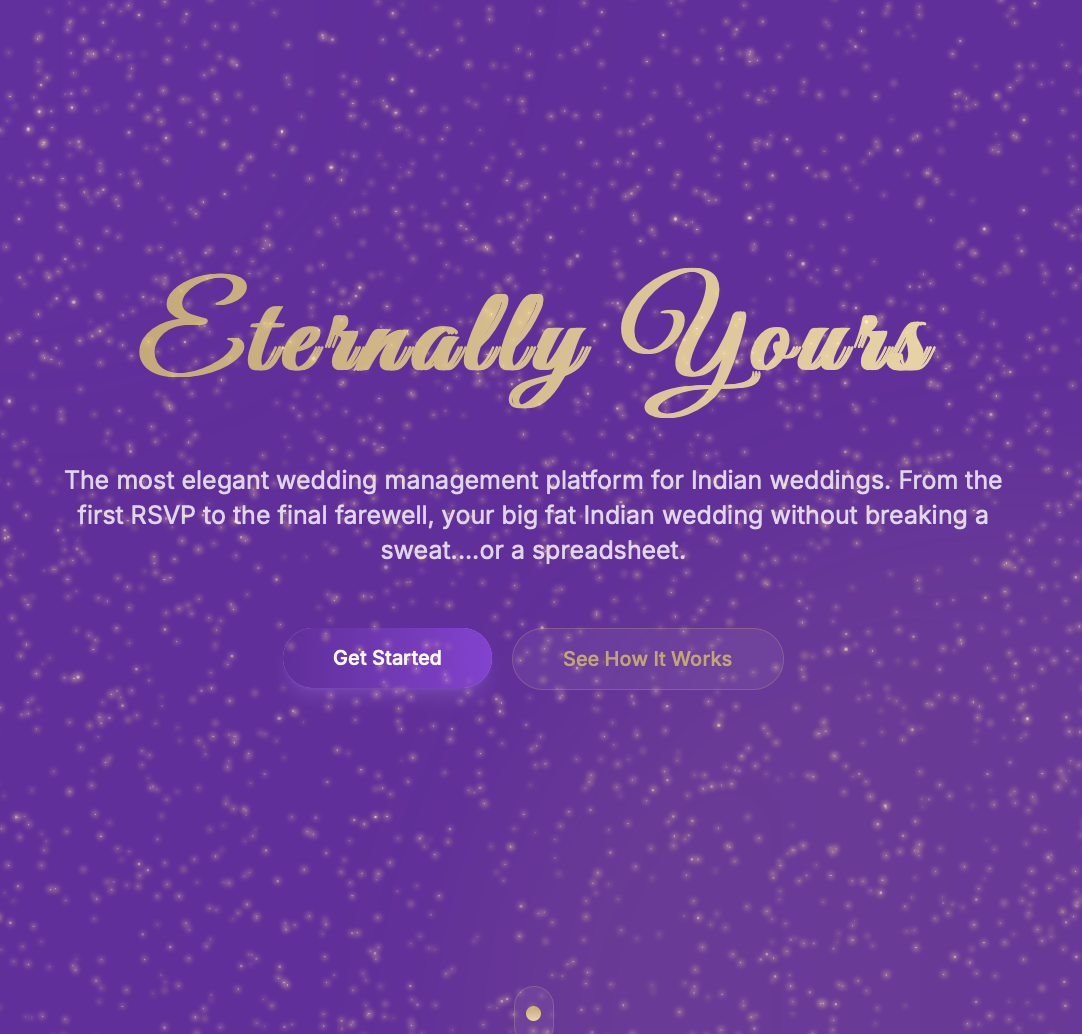 Eternally Yours
The most elegant wedding management platform for Indian weddings. From the
first RSVP to the final farewell, your big fat Indian wedding without breaking a
sweat....or a spreadsheet.
Get Started
See How It Works